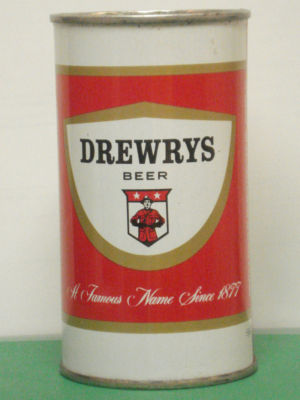 DREWRYS
BEER
A Famous Name Since 1877